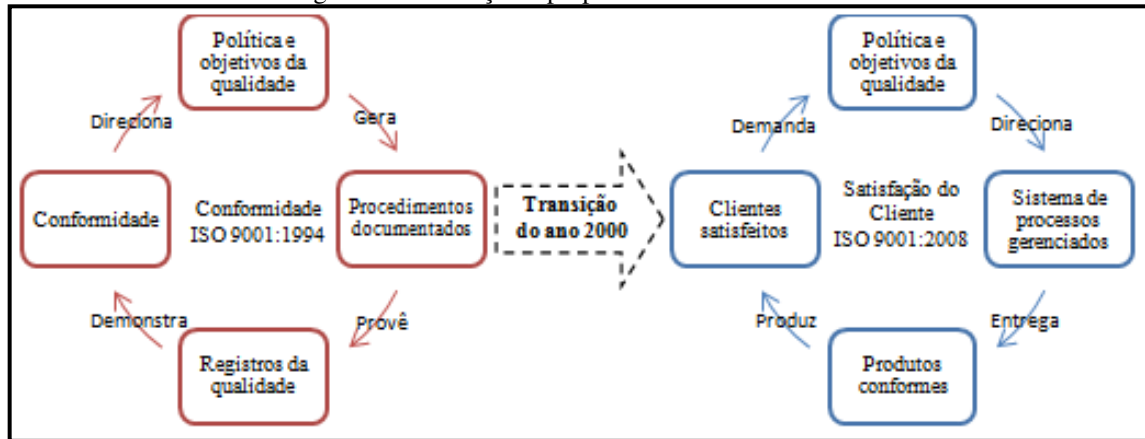 Política e
objetivos da
qualidade
Direciona
Gera
Conformidade
Conformidade
ISO 9001:1994
Procedimentos
documentados
Demonstra
Provê
Registros da
qualidade
Transição
do ano 2000
Política e
objetivos da
qualidade
Demanda
Direciona
Clientes
satisfeitos
Satisfação do
Cliente
ISO 9001:2008
Sistema de
processos
gerenciados
Produz
Entrega
Produtos
conformes